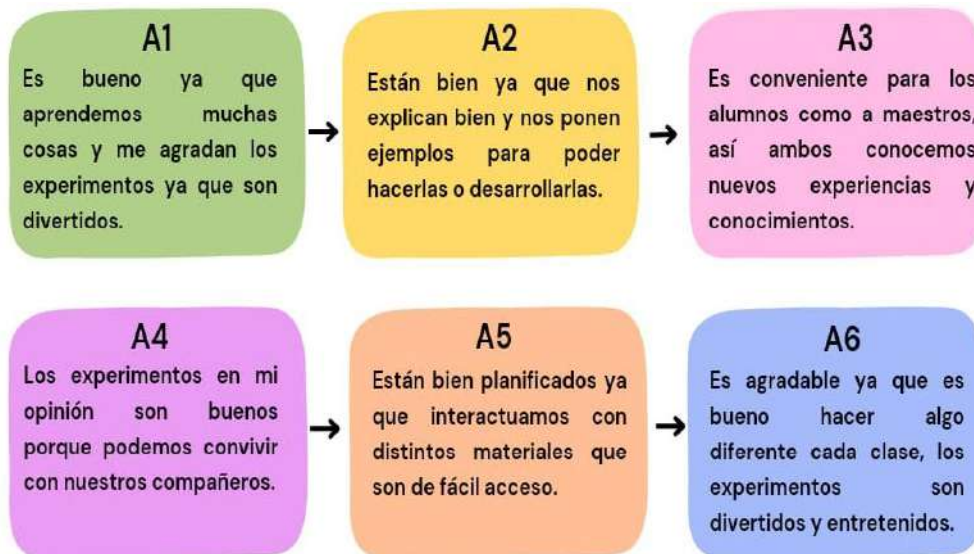 A1
Es bueno ya que
aprendemos muchas
cosas y me agradan los
experimentos ya que son
divertidos.
A2
Están bien ya que nos
explican bien y nos ponen
ejemplos para poder
hacerlas o desarrollarlas.
A3
Es conveniente para los
alumnos como a maestros,
así ambos conocemos
nuevos experiencias y
conocimientos.
A4
Los experimentos en mi
opinión son buenos
porque podemos convivir
con nuestros compañeros.
A5
Están bien planificados ya
que interactuamos con
distintos materiales que
son de fácil acceso.
A6
Es agradable ya que es
bueno hacer algo
diferente cada clase, los
experimentos son
divertidos y entretenidos.